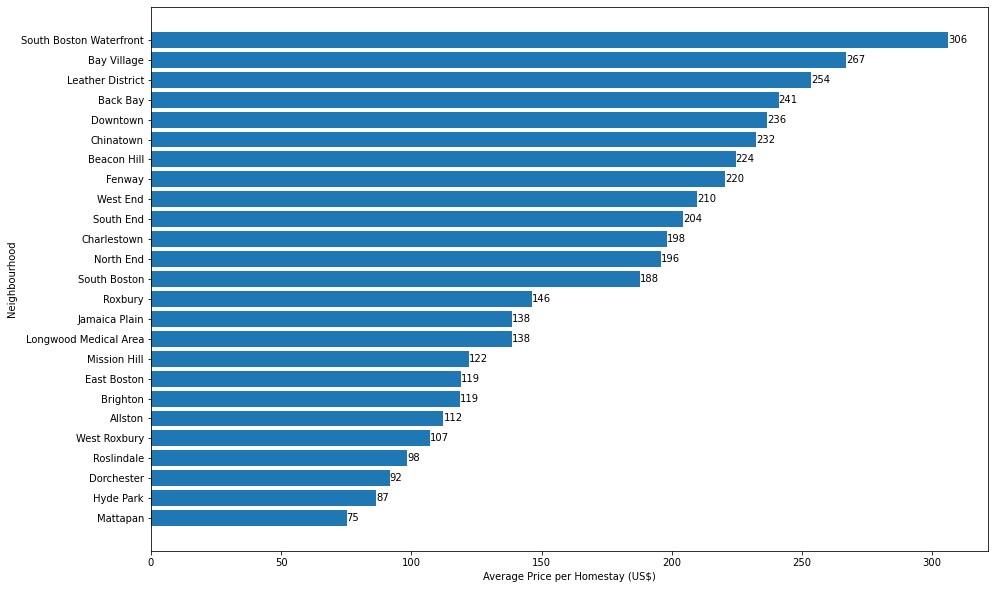 South Boston Waterfront 306
Bay Village 267
Leather District 254
Back Bay 241
Downtown 236
Chinatown 232
Beacon Hill 224
Fenway 220
West End 210
South End 204
Charlestown 198
North End 196
South Boston 188
Roxbury 146
Jamaica Plain 138
Longwood Medical Area 138
Mission Hill 122
East Boston 119
Brighton 119
Allston 112
West Roxbury 107
Roslindale 98
Dorchester 92
Hyde Park 87
Mattapan 75
Neighbourhood
0 50 100 150 200 250 300
Average Price per Homestay (US$)